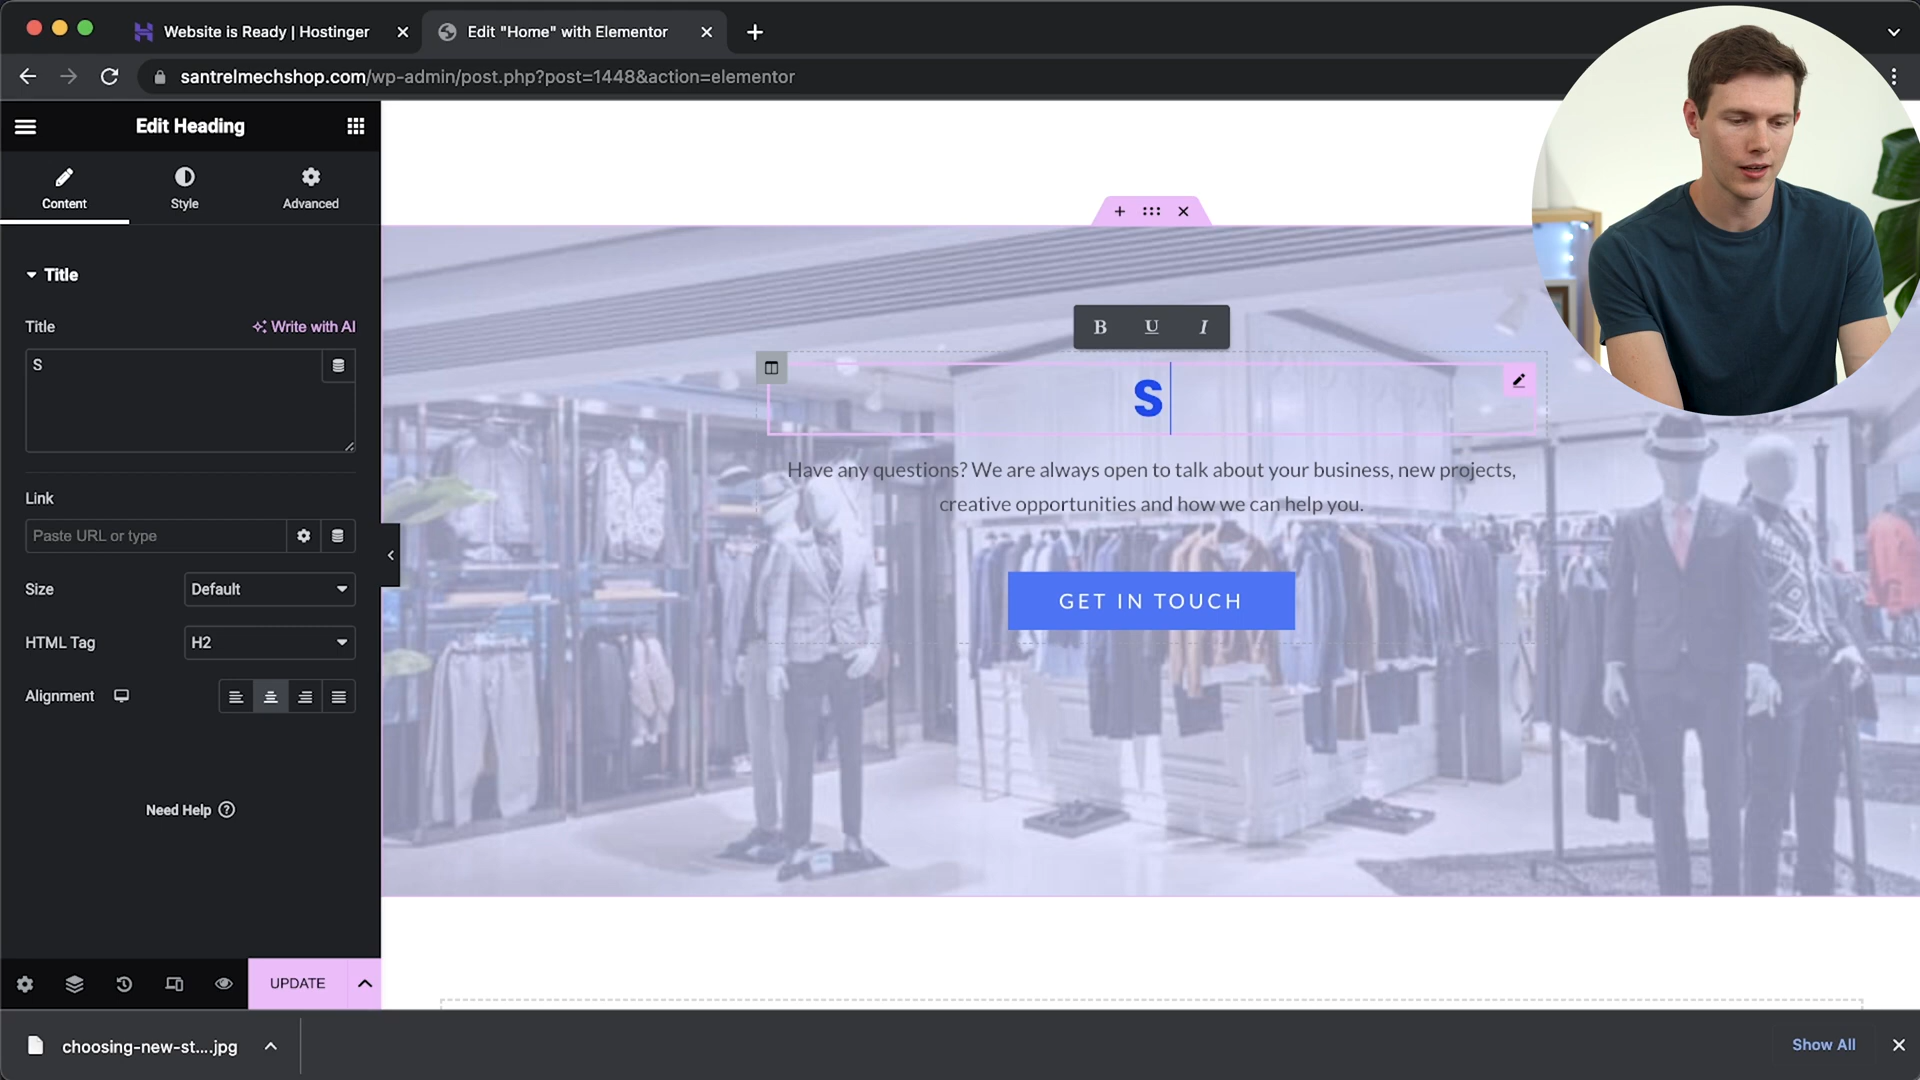 Website is Ready | Hostinger
Edit "Home" with Elementor
santrelmechshop.com/wp-admin/post.php?post=1448&action=elementor
Edit Heading
Content
Style
Advanced
Title
Title
Write with AI
S
Link
Paste URL or type
Size
Default
HTML Tag
H2
Alignment
Need Help
UPDATE
B U I
S
Have any questions? We are always open to talk about your business, new projects,
creative opportunities and how we can help you.
GET IN TOUCH
choosing-new-st....jpg
Show All